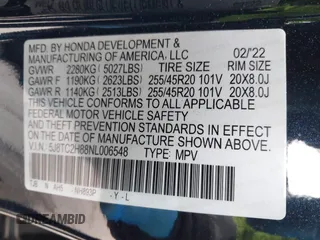 MFD. BY HONDA DEVELOPMENT &
MANUFACTURING OF AMERICA, LLC 02/'22
GVWR 2280KG (5027LBS) TIRE SIZE RIM SIZE
GAWR F 1190KG (2623LBS) 255/45R20 101V 20X8.0J
GAWR R 1140KG (2513LBS) 255/45R20 101V 20X8.0J
THIS VEHICLE CONFORMS TO ALL APPLICABLE
FEDERAL MOTOR VEHICLE SAFETY
AND THEFT PREVENTION STANDARDS IN EFFECT ON
THE DATE OF MANUFACTURE SHOWN ABOVE.
V.I.N. 5J8TC2H88NL006548 TYPE: MPV
-Y-L
DREAMBID